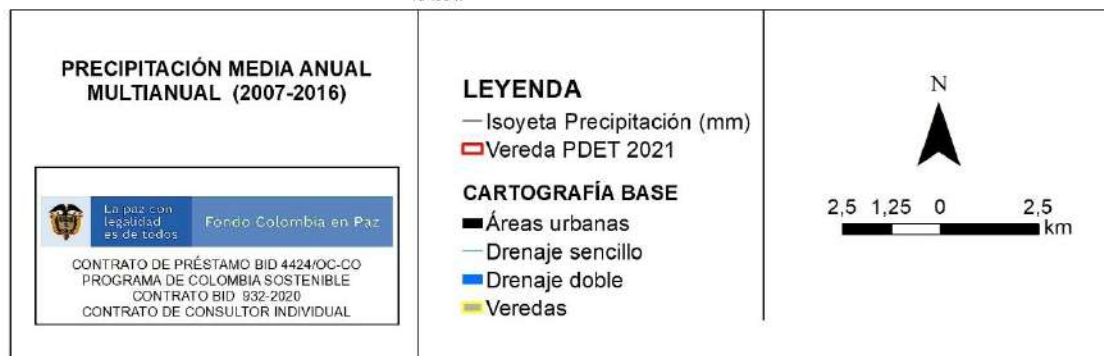 PRECIPITACIÓN MEDIA ANUAL
MULTIANUAL (2007-2016)
La paz con
legalidad
es de todos
Fondo Colombia en Paz
CONTRATO DE PRÉSTAMO BID 4424/OC-CO
PROGRAMA DE COLOMBIA SOSTENIBLE
CONTRATO BID 932-2020
CONTRATO DE CONSULTOR INDIVIDUAL
LEYENDA
Isoyeta Precipitación (mm)
Vereda PDET 2021
CARTOGRAFÍA BASE
Áreas urbanas
Drenaje sencillo
Drenaje doble
Veredas
N
2,5 1,25 0 2,5
km